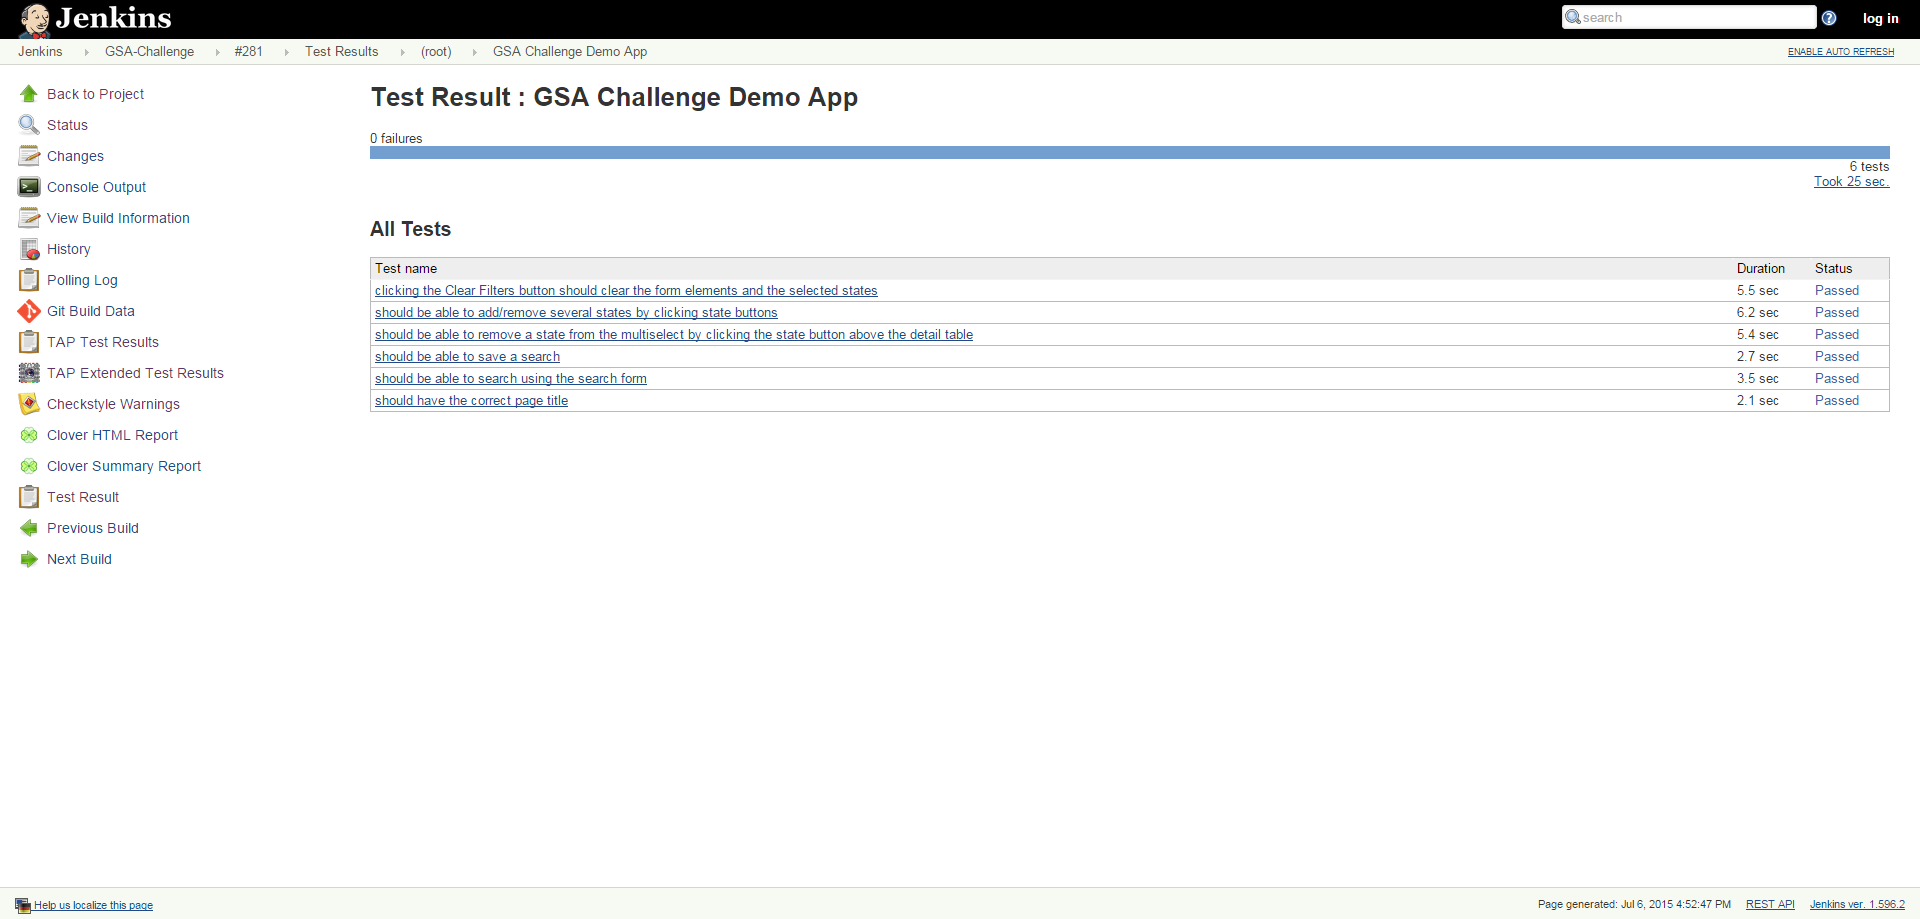 Jenkins
search
log in
Jenkins GSA-Challenge #281 Test Results (root) GSA Challenge Demo App
ENABLE AUTO REFRESH
Back to Project
Status
Changes
Console Output
View Build Information
History
Polling Log
Git Build Data
TAP Test Results
TAP Extended Test Results
Checkstyle Warnings
Clover HTML Report
Clover Summary Report
Test Result
Previous Build
Next Build
Test Result : GSA Challenge Demo App
0 failures
6 tests
Took 25 sec.
All Tests
Test name Duration Status
clicking the Clear Filters button should clear the form elements and the selected states 5.5 sec Passed
should be able to add/remove several states by clicking state buttons 6.2 sec Passed
should be able to remove a state from the multiselect by clicking the state button above the detail table 5.4 sec Passed
should be able to save a search 2.7 sec Passed
should be able to search using the search form 3.5 sec Passed
should have the correct page title 2.1 sec Passed
Help us localize this page
Page generated: Jul 6, 2015 4:52:47 PM REST API Jenkins ver. 1.596.2